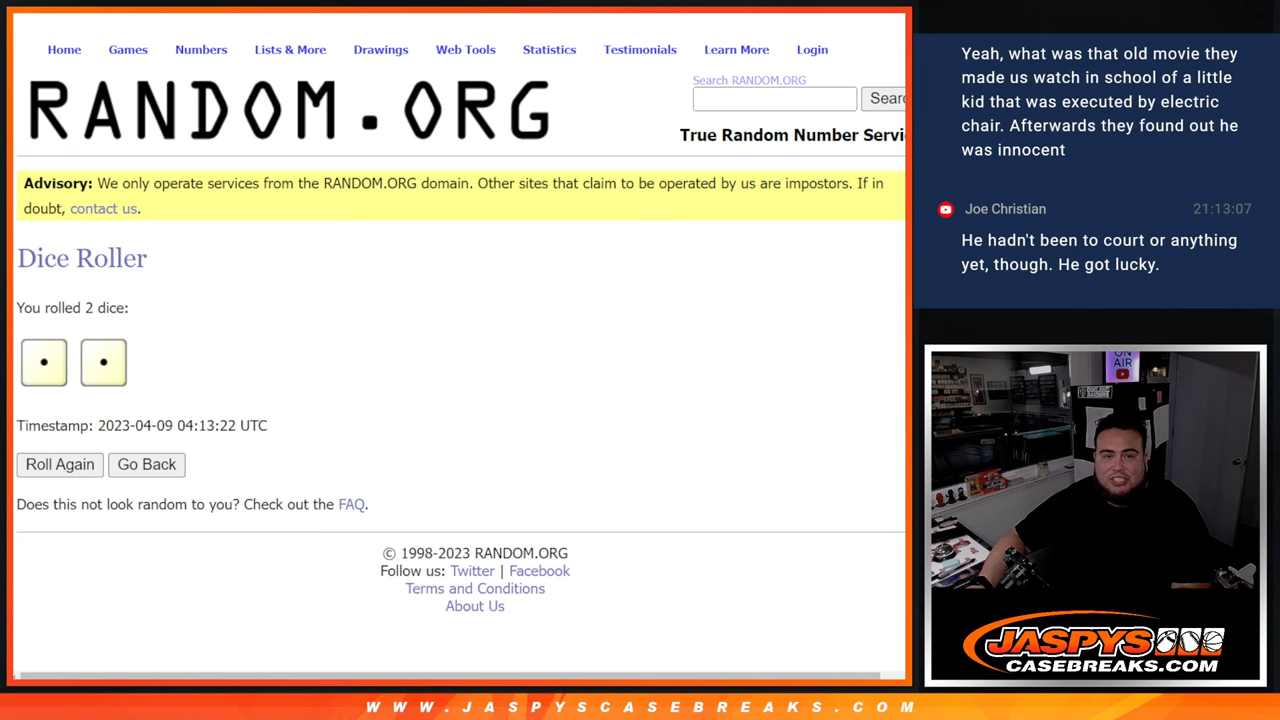 Home Games Numbers Lists & More Drawings Web Tools Statistics Testimonials Learn More Login
RANDOM.ORG
Search RANDOM.ORG
Searc
True Random Number Servi
Advisory: We only operate services from the RANDOM.ORG domain. Other sites that claim to be operated by us are impostors. If in
doubt, contact us.
Dice Roller
You rolled 2 dice:
Timestamp: 2023-04-09 04:13:22 UTC
Roll Again Go Back
Does this not look random to you? Check out the FAQ.
© 1998-2023 RANDOM.ORG
Follow us: Twitter | Facebook
Terms and Conditions
About Us
Yeah, what was that old movie they
made us watch in school of a little
kid that was executed by electric
chair. Afterwards they found out he
was innocent
Joe Christian 21:13:07
He hadn't been to court or anything
yet, though. He got lucky.
ON
AIR
JASPYS
CASEBREAKS.COM
WWW.JASPYSCASEBREAKS.COM